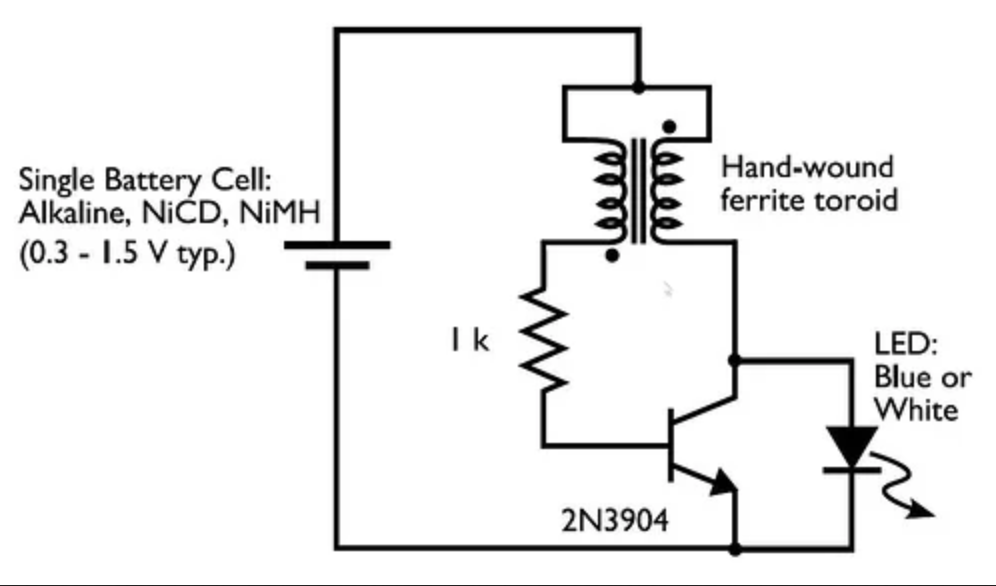 Single Battery Cell:
Alkaline, NiCD, NiMH
(0.3 - 1.5 V typ.)
Hand-wound
ferrite toroid
1 k
LED:
Blue or
White
2N3904